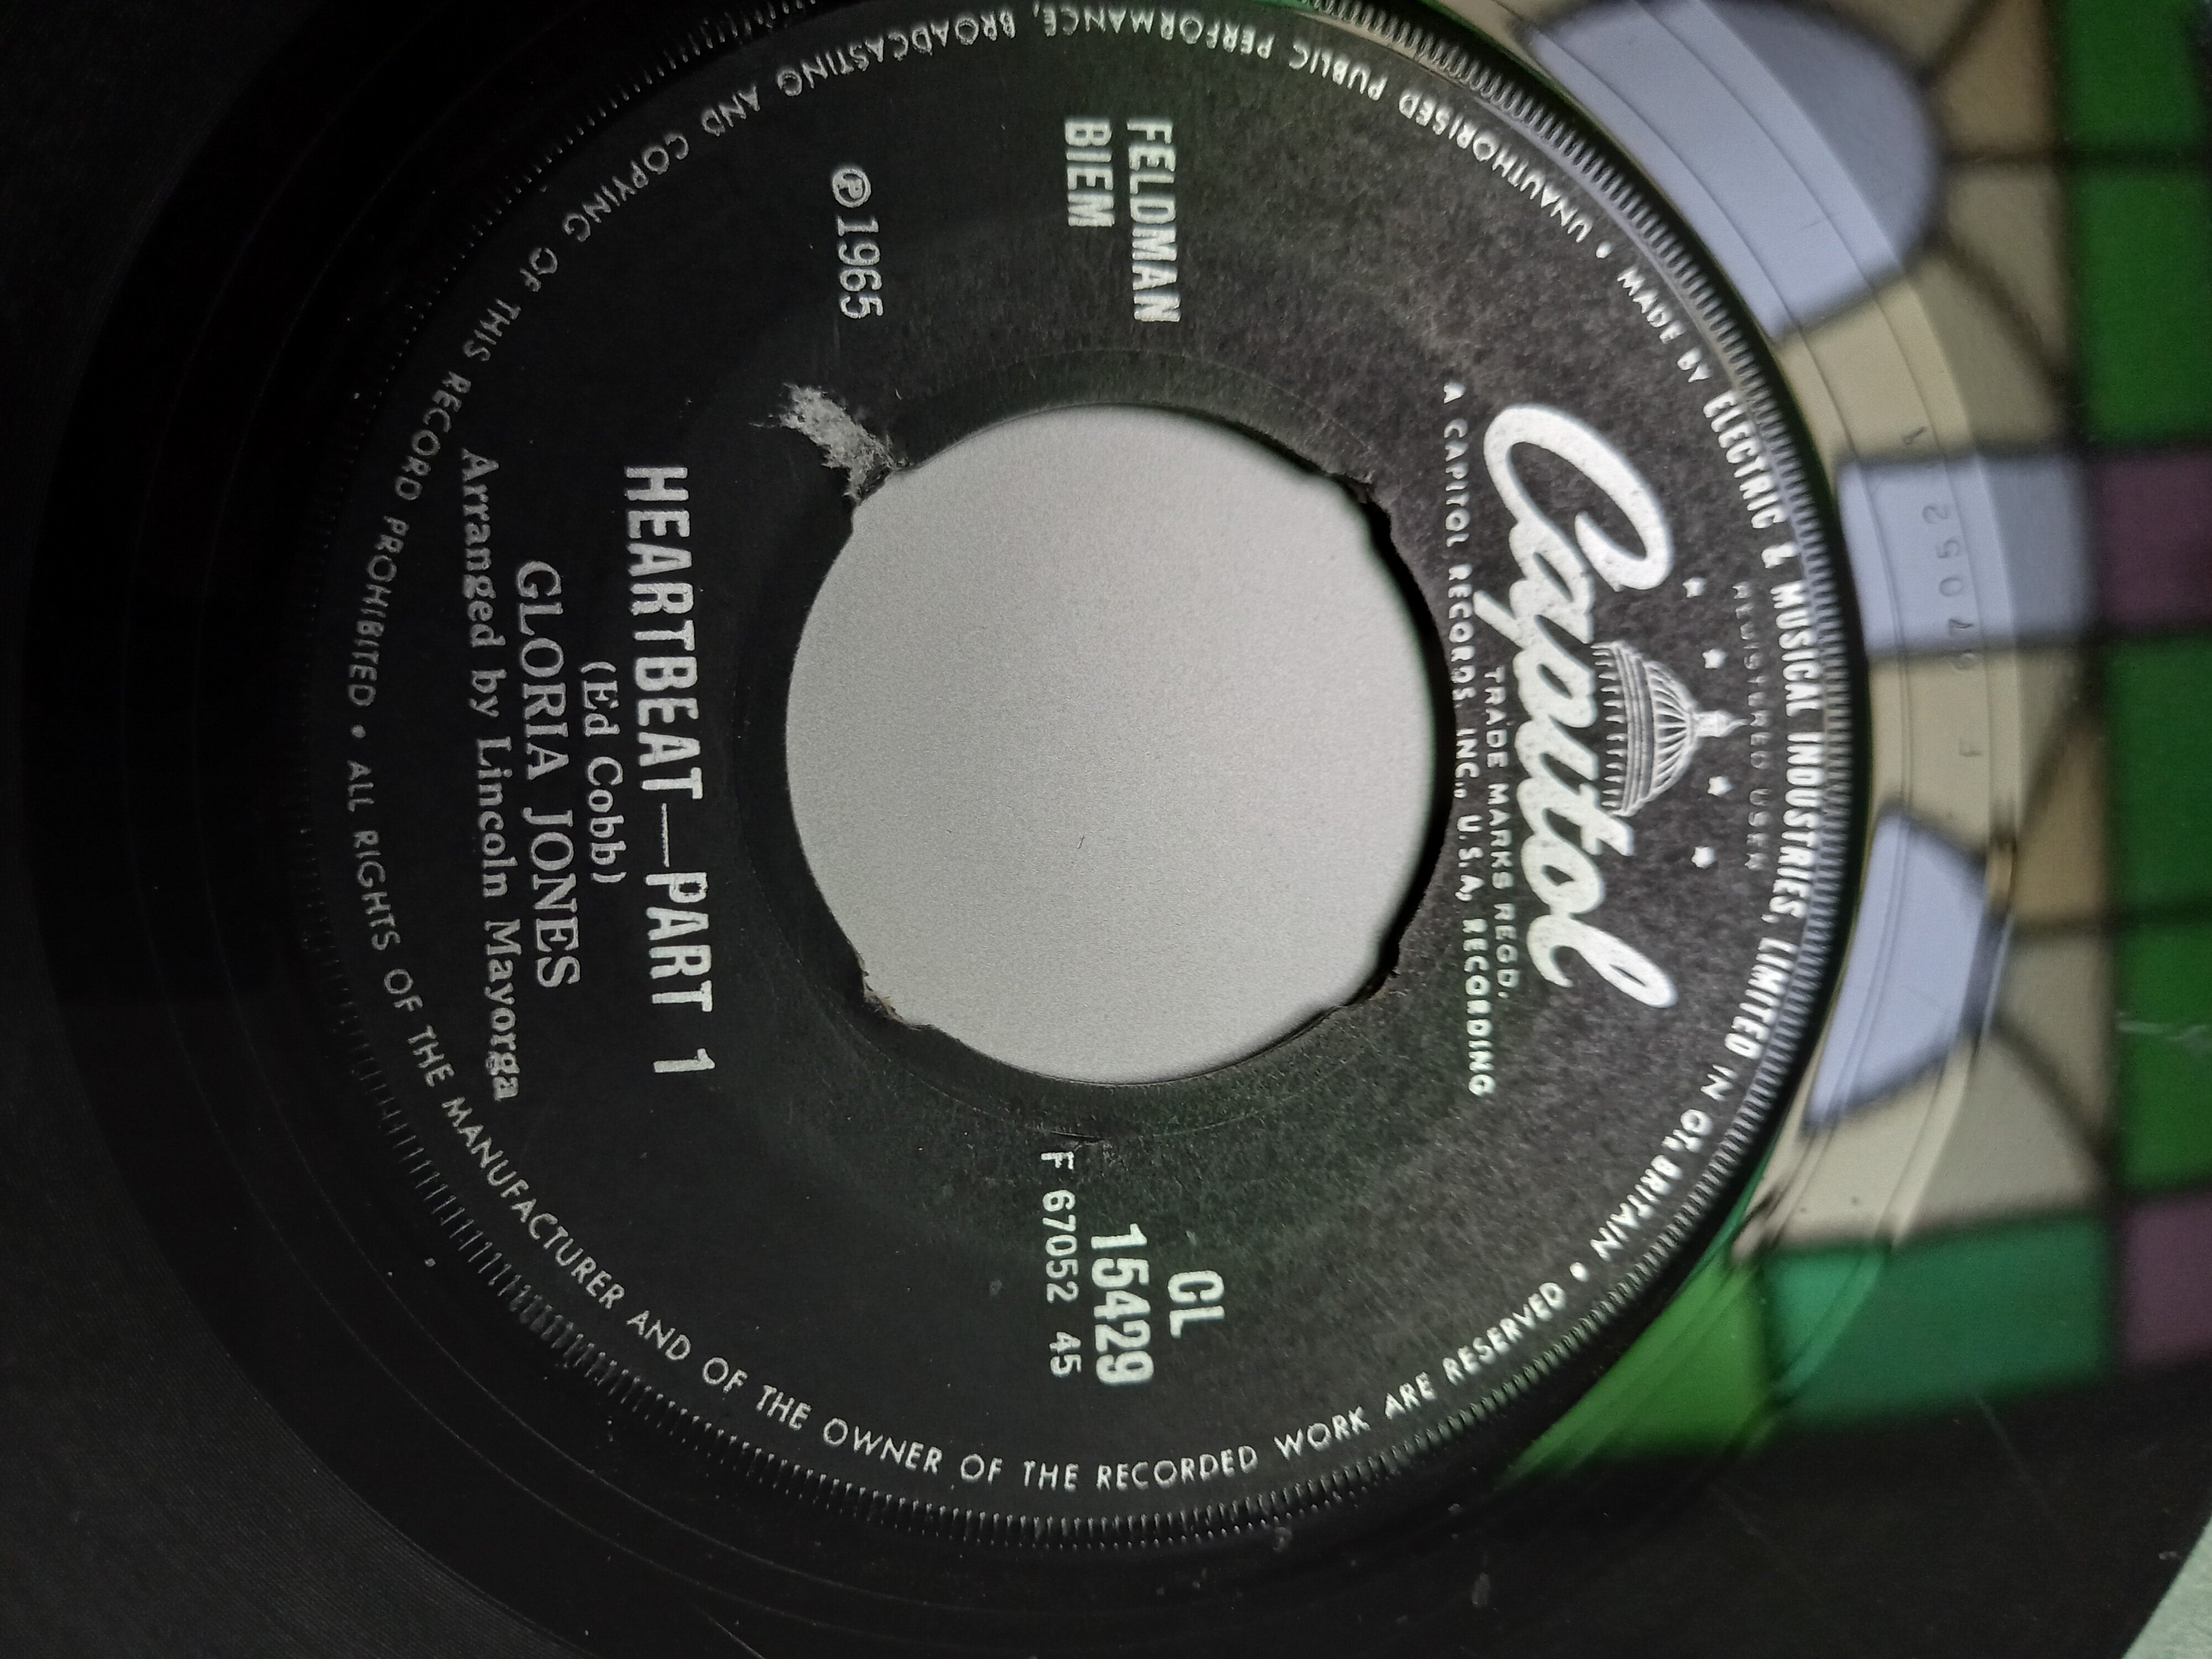 MADE BY ELECTRIC & MUSICAL INDUSTRIES, LIMITED IN GT. BRITAIN •
REGISTERED USER
Capitol
TRADE MARKS REGD.
A CAPITOL RECORDS, INC., U.S.A., RECORDING
FELDMAN
BIEM
℗ 1965
CL
15429
F 67052 45
HEARTBEAT—PART 1
(Ed Cobb)
GLORIA JONES
Arranged by Lincoln Mayorga
ALL RIGHTS OF THE MANUFACTURER AND OF THE OWNER OF THE RECORDED WORK ARE RESERVED •
UNAUTHORISED PUBLIC PERFORMANCE, BROADCASTING AND COPYING OF THIS RECORD PROHIBITED •
F 67052